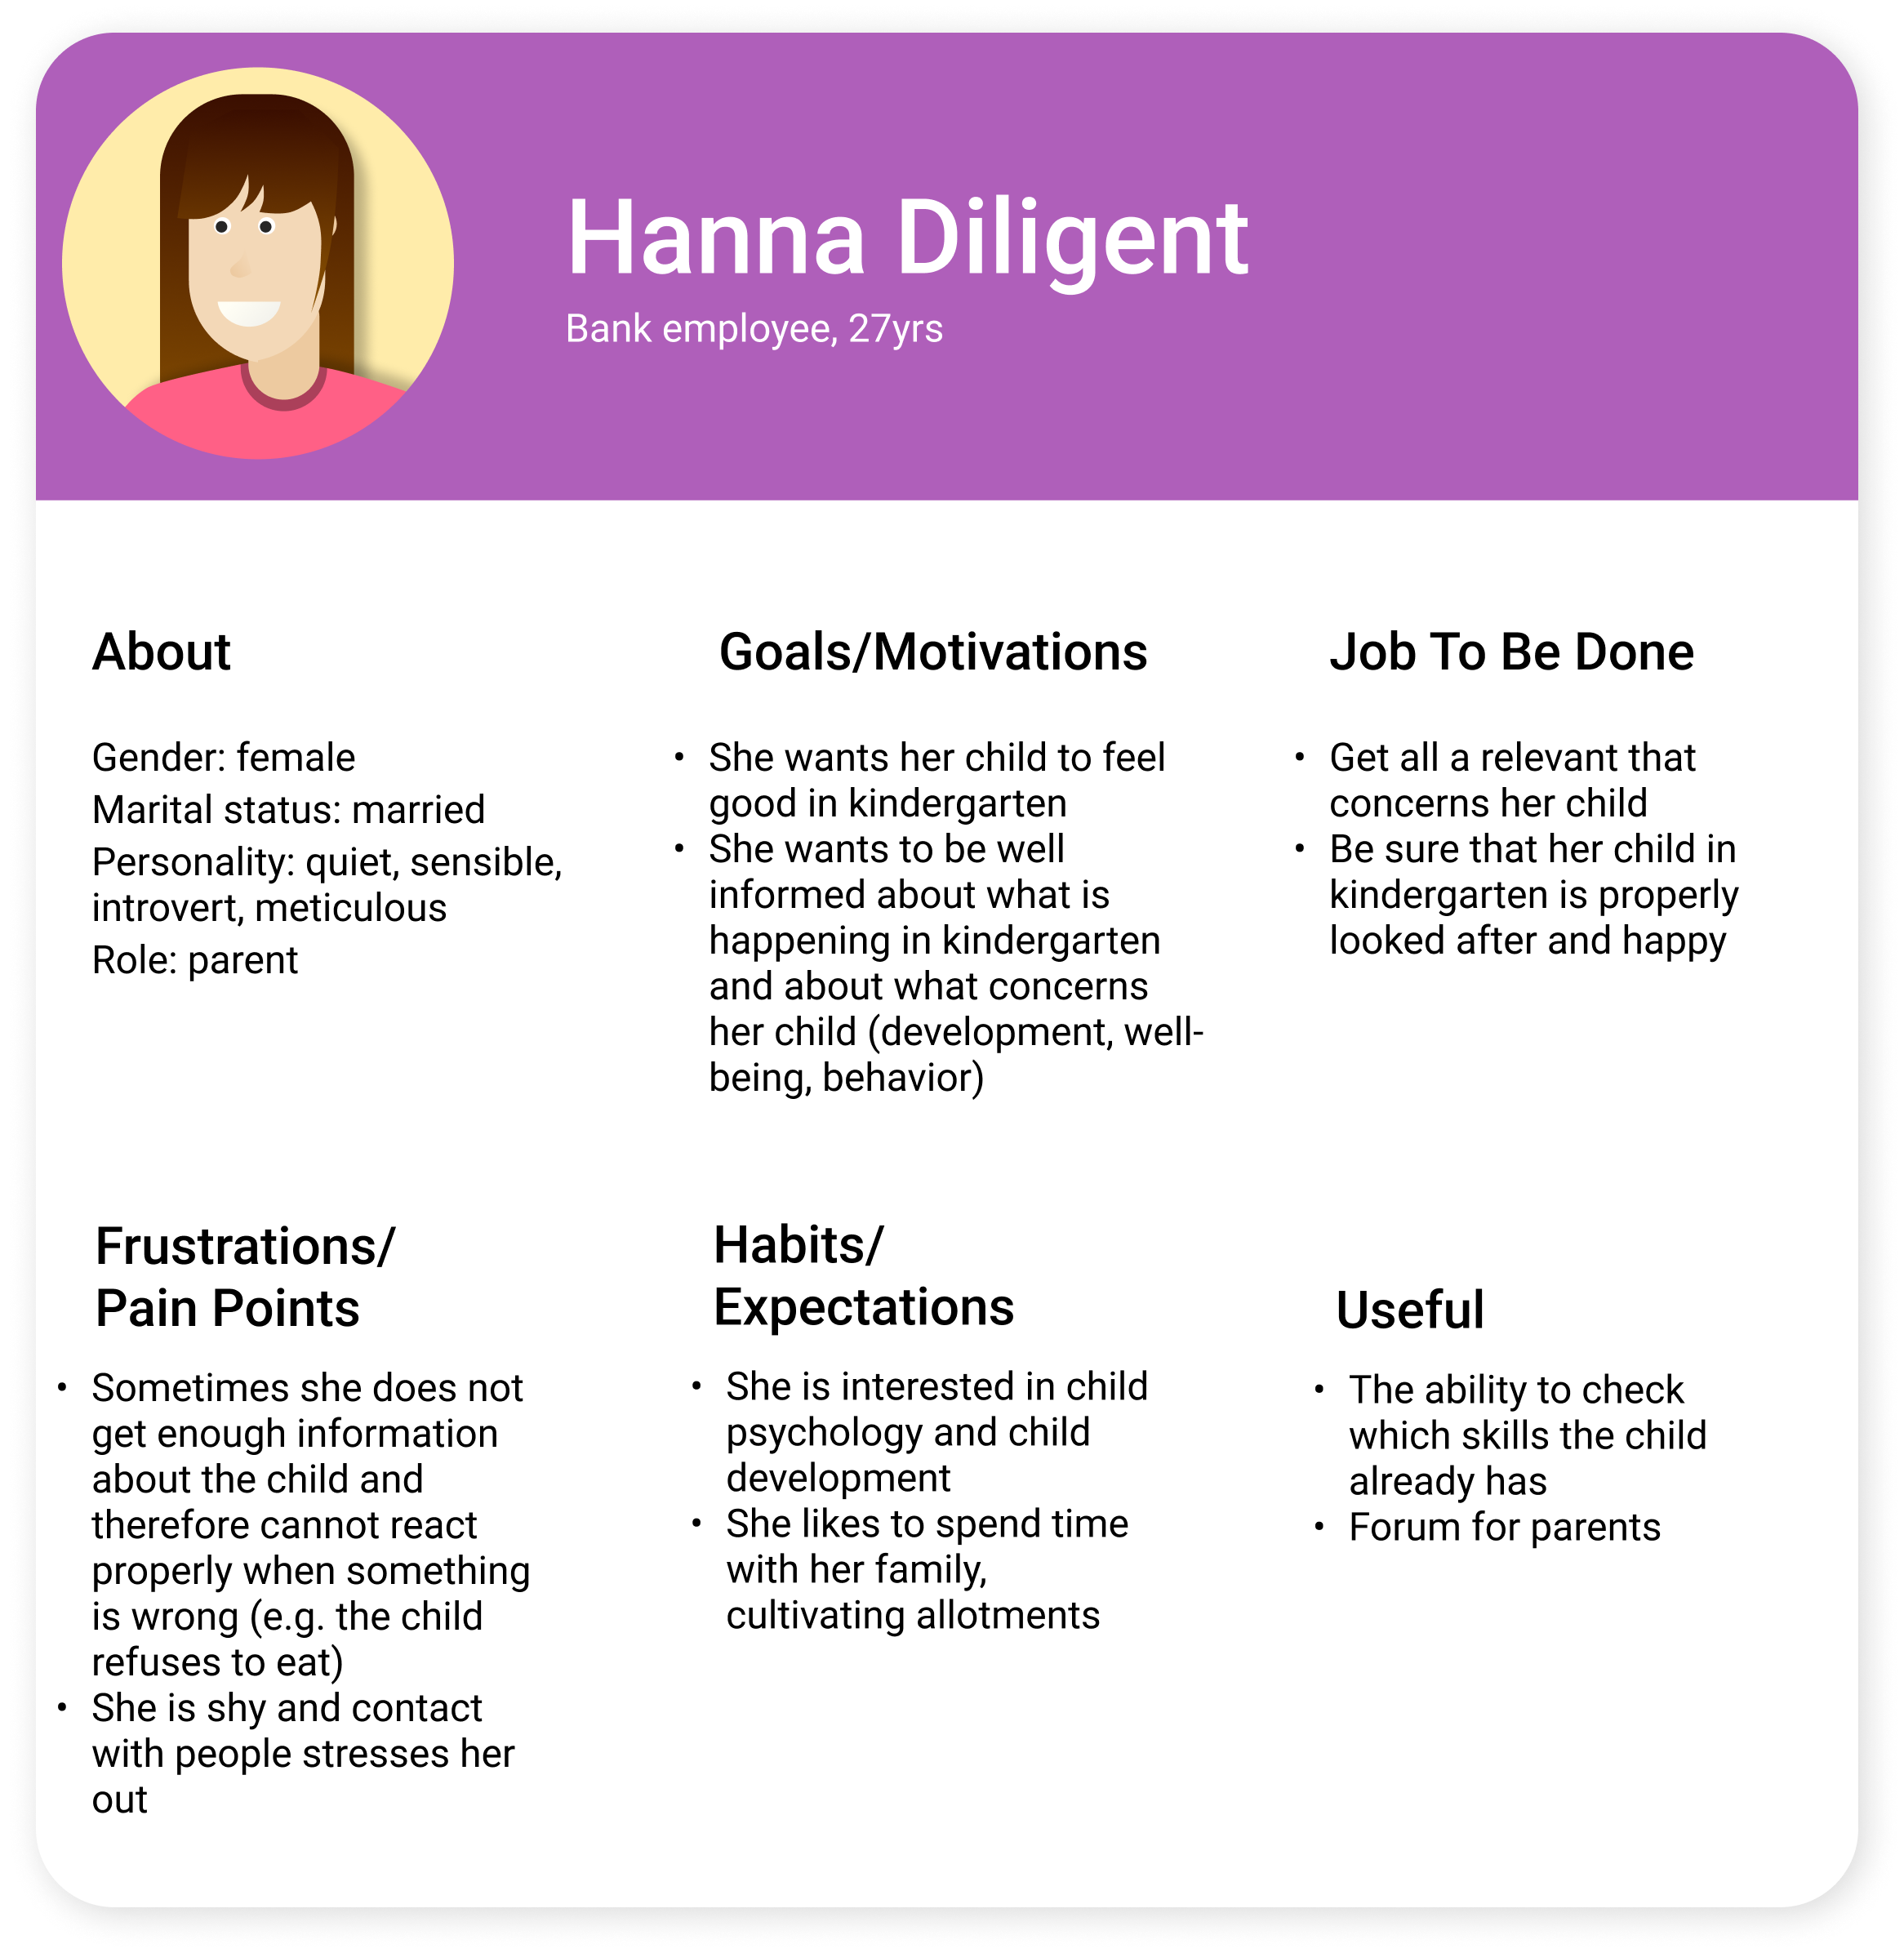 Hanna Diligent
Bank employee, 27yrs
About
Gender: female
Marital status: married
Personality: quiet, sensible,
introvert, meticulous
Role: parent
Goals/Motivations
• She wants her child to feel
good in kindergarten
• She wants to be well
informed about what is
happening in kindergarten
and about what concerns
her child (development, well-
being, behavior)
Job To Be Done
• Get all a relevant that
concerns her child
• Be sure that her child in
kindergarten is properly
looked after and happy
Frustrations/
Pain Points
• Sometimes she does not
get enough information
about the child and
therefore cannot react
properly when something
is wrong (e.g. the child
refuses to eat)
• She is shy and contact
with people stresses her
out
Habits/
Expectations
• She is interested in child
psychology and child
development
• She likes to spend time
with her family,
cultivating allotments
Useful
• The ability to check
which skills the child
already has
• Forum for parents